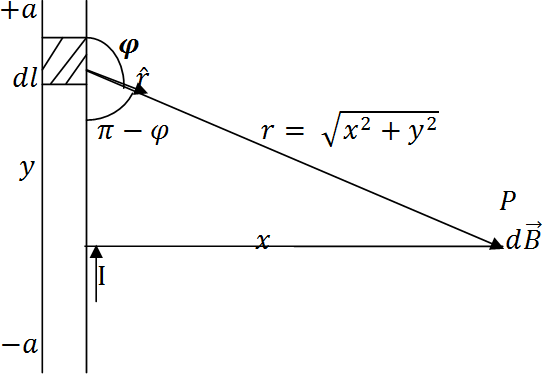 +a
φ
dl
r̂
π − φ
r = √(x² + y²)
y
P
x
dB⃗
I
−a